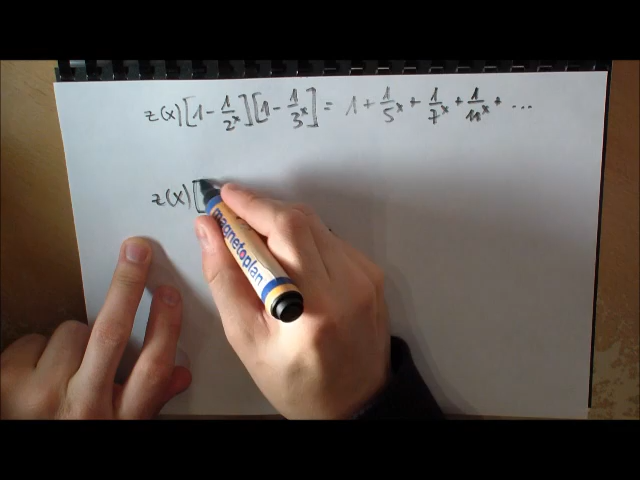 z(x)[1 - 1/2^x][1 - 1/3^x] = 1 + 1/5^x + 1/7^x + 1/11^x + ...
z(x)[
magnetoplan